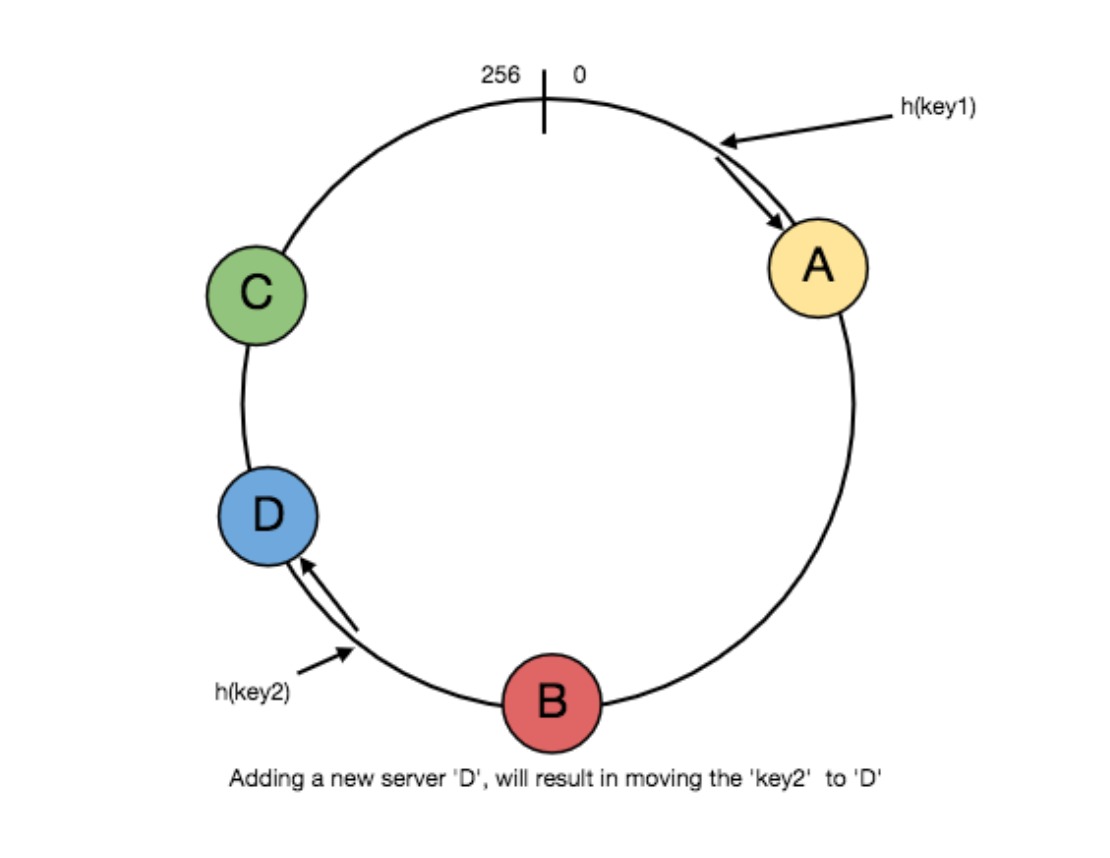 256 0
h(key1)
A
C
D
h(key2)
B
Adding a new server 'D', will result in moving the 'key2' to 'D'